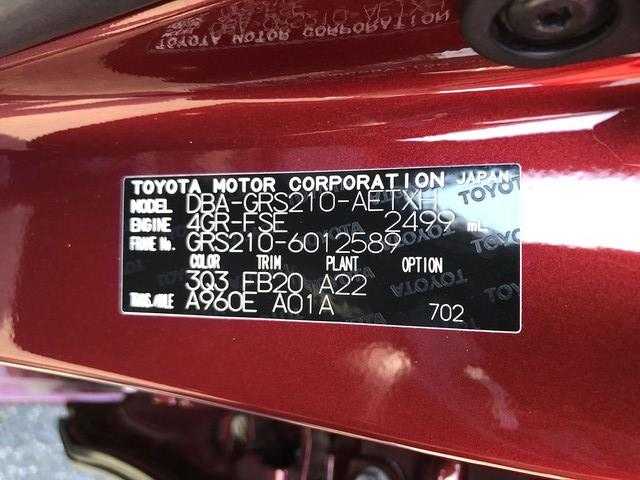 TOYOTA MOTOR CORPORATION JAPAN
MODEL DBA-GRS210-AETXH
ENGINE 4GR-FSE 2499 mL
FRAME No. GRS210-6012589
COLOR TRIM PLANT OPTION
3Q3 FB20 A22
TRANS/AXLE A960E A01A 702